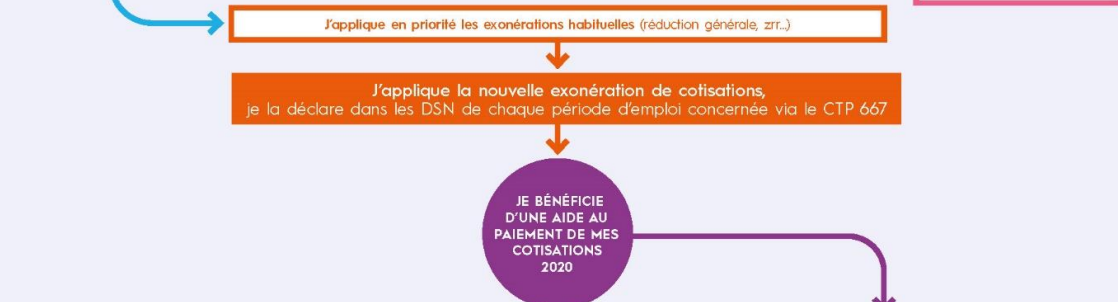 J'applique en priorité les exonérations habituelles (réduction générale, zrr...)
J'applique la nouvelle exonération de cotisations,
je la déclare dans les DSN de chaque période d'emploi concernée via le CTP 667
JE BÉNÉFICIE
D'UNE AIDE AU
PAIEMENT DE MES
COTISATIONS
2020